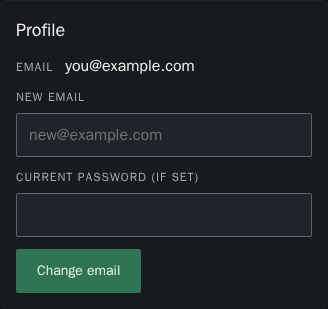 Profile
EMAIL you@example.com
NEW EMAIL
new@example.com
CURRENT PASSWORD (IF SET)
Change email